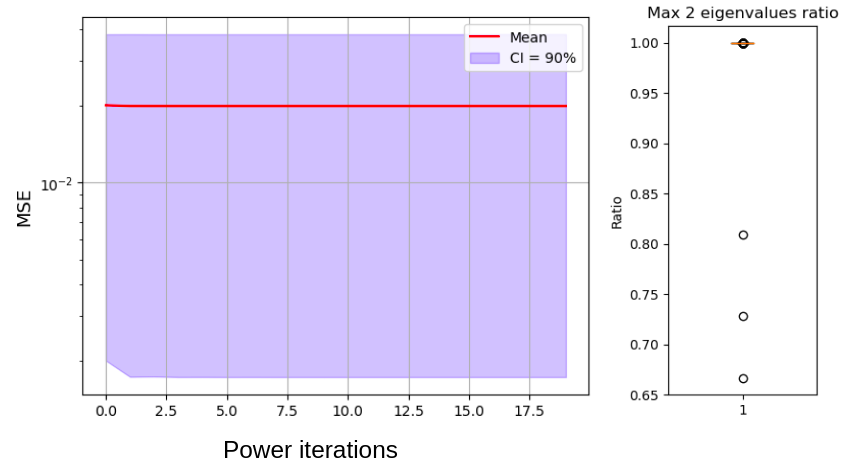 Max 2 eigenvalues ratio
Mean
CI = 90%
MSE
10⁻²
0.0 2.5 5.0 7.5 10.0 12.5 15.0 17.5
Power iterations
Ratio
1.00
0.95
0.90
0.85
0.80
0.75
0.70
0.65
1